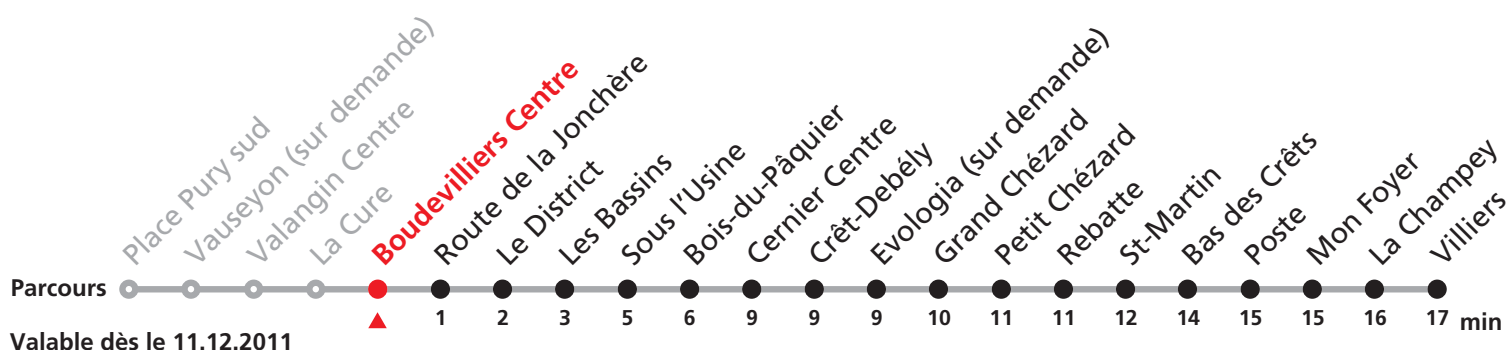 Place Pury sud
Vauseyon (sur demande)
Valangin Centre
La Cure
Boudevilliers Centre
Route de la Jonchère
Le District
Les Bassins
Sous l'Usine
Bois-du-Pâquier
Cernier Centre
Crêt-Debély
Evologia (sur demande)
Grand Chézard
Petit Chézard
Rebatte
St-Martin
Bas des Crêts
Poste
Mon Foyer
La Champey
Villiers
Parcours
1 2 3 5 6 9 9 9 10 11 11 12 14 15 15 16 17 min
Valable dès le 11.12.2011